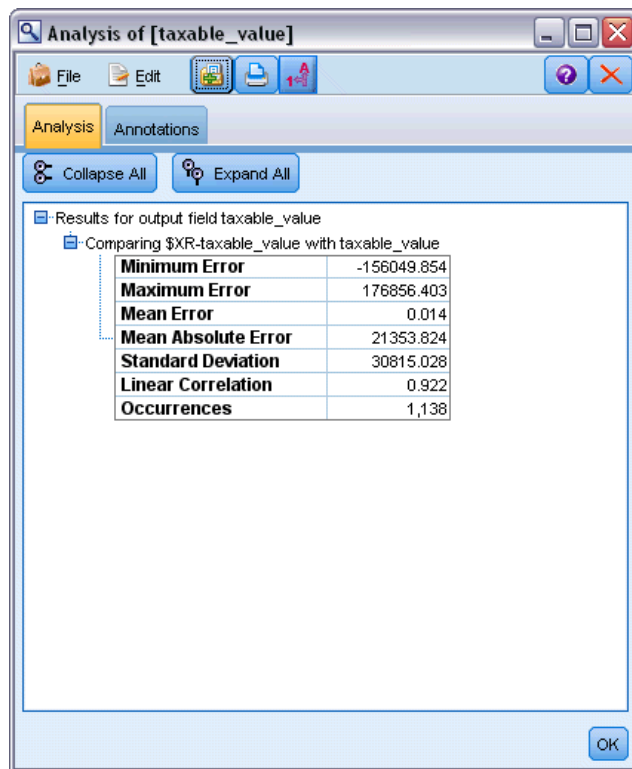 Analysis of [taxable_value]
File Edit
Analysis Annotations
Collapse All Expand All
Results for output field taxable_value
Comparing $XR-taxable_value with taxable_value
Minimum Error -156049.854
Maximum Error 176856.403
Mean Error 0.014
Mean Absolute Error 21353.824
Standard Deviation 30815.028
Linear Correlation 0.922
Occurrences 1,138
OK